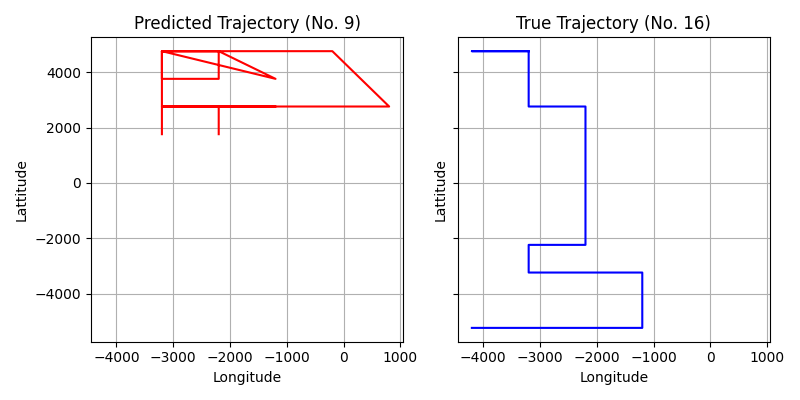 Predicted Trajectory (No. 9)
Lattitude
4000
2000
0
−2000
−4000
−4000 −3000 −2000 −1000 0 1000
Longitude
True Trajectory (No. 16)
Lattitude
−4000 −3000 −2000 −1000 0 1000
Longitude